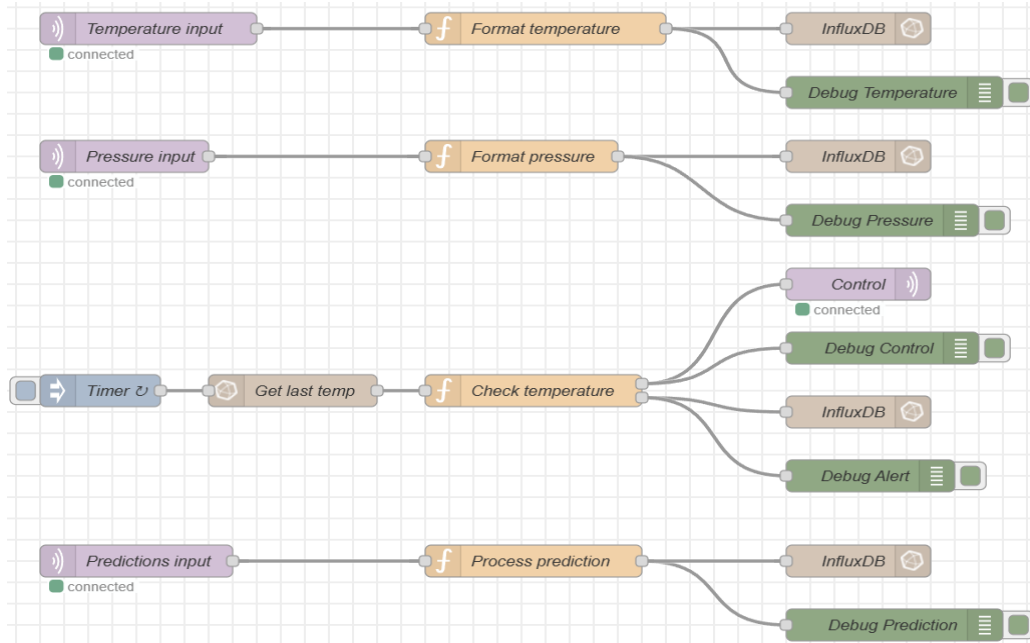 Temperature input
Format temperature
InfluxDB
connected
Debug Temperature
Pressure input
Format pressure
InfluxDB
connected
Debug Pressure
Control
connected
Debug Control
Timer ↻
Get last temp
Check temperature
InfluxDB
Debug Alert
Predictions input
Process prediction
InfluxDB
connected
Debug Prediction